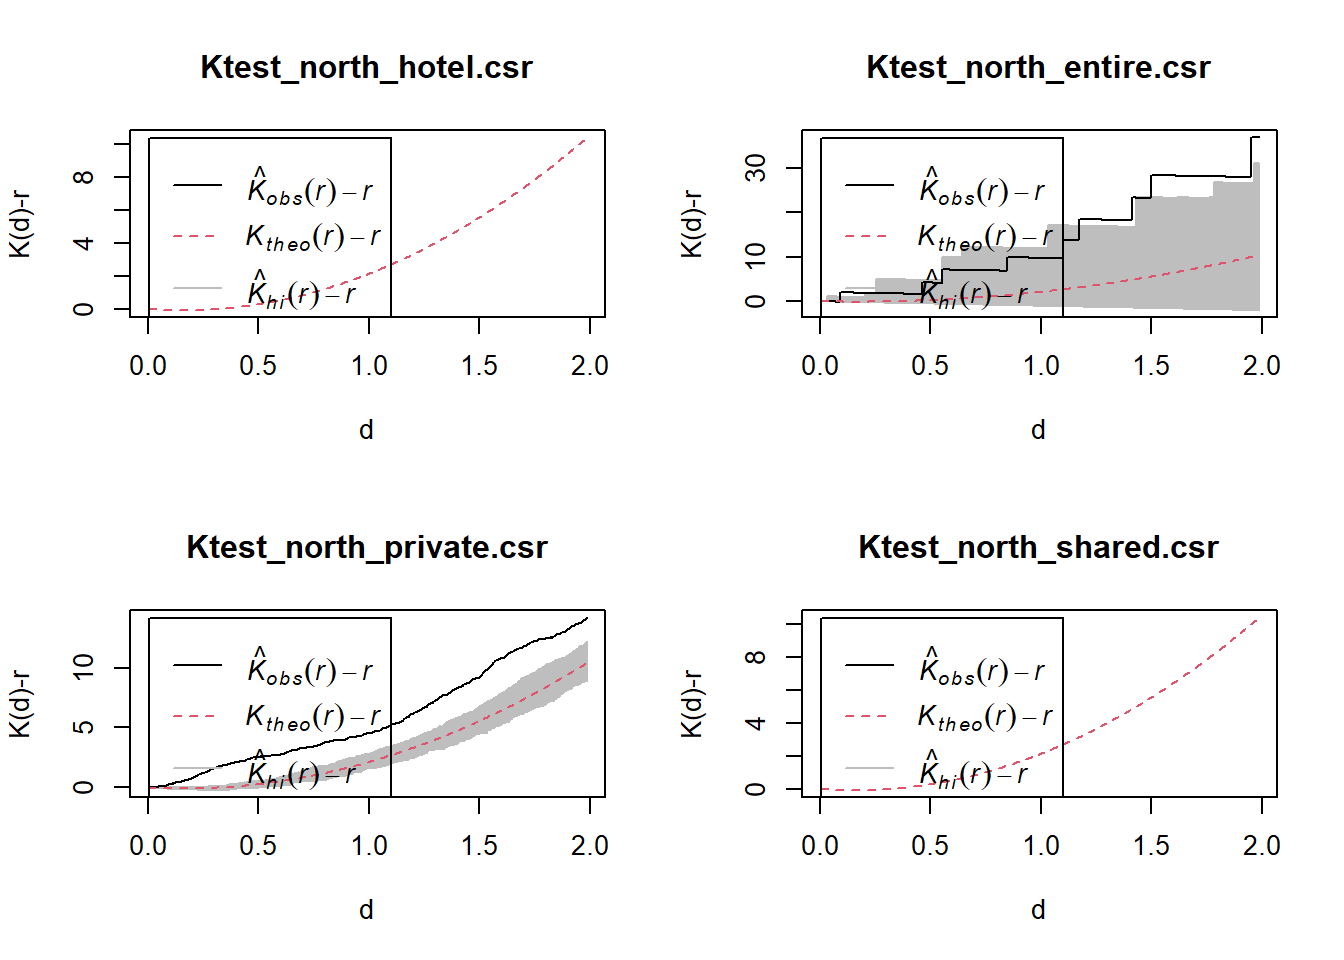 Ktest_north_hotel.csr
K(d)-r
0 4 8
K̂obs(r) − r
Ktheo(r) − r
K̂hi(r) − r
0.0 0.5 1.0 1.5 2.0
d
Ktest_north_entire.csr
K(d)-r
0 10 30
K̂obs(r) − r
Ktheo(r) − r
K̂hi(r) − r
0.0 0.5 1.0 1.5 2.0
d
Ktest_north_private.csr
K(d)-r
0 5 10
K̂obs(r) − r
Ktheo(r) − r
K̂hi(r) − r
0.0 0.5 1.0 1.5 2.0
d
Ktest_north_shared.csr
K(d)-r
0 4 8
K̂obs(r) − r
Ktheo(r) − r
K̂hi(r) − r
0.0 0.5 1.0 1.5 2.0
d